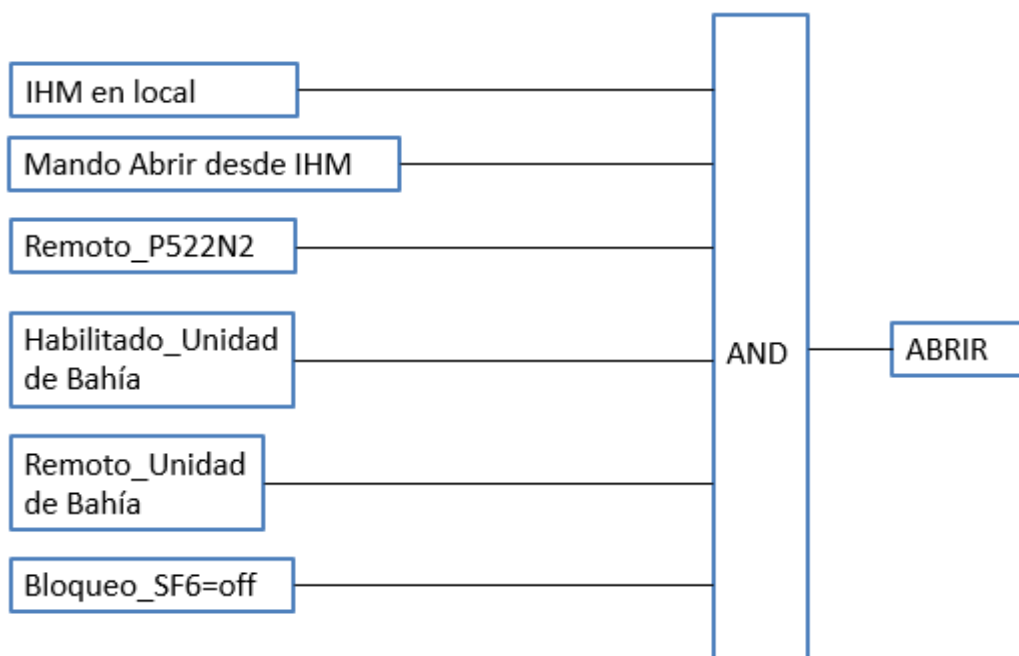 IHM en local
Mando Abrir desde IHM
Remoto_P522N2
Habilitado_Unidad
de Bahía
Remoto_Unidad
de Bahía
Bloqueo_SF6=off
AND
ABRIR